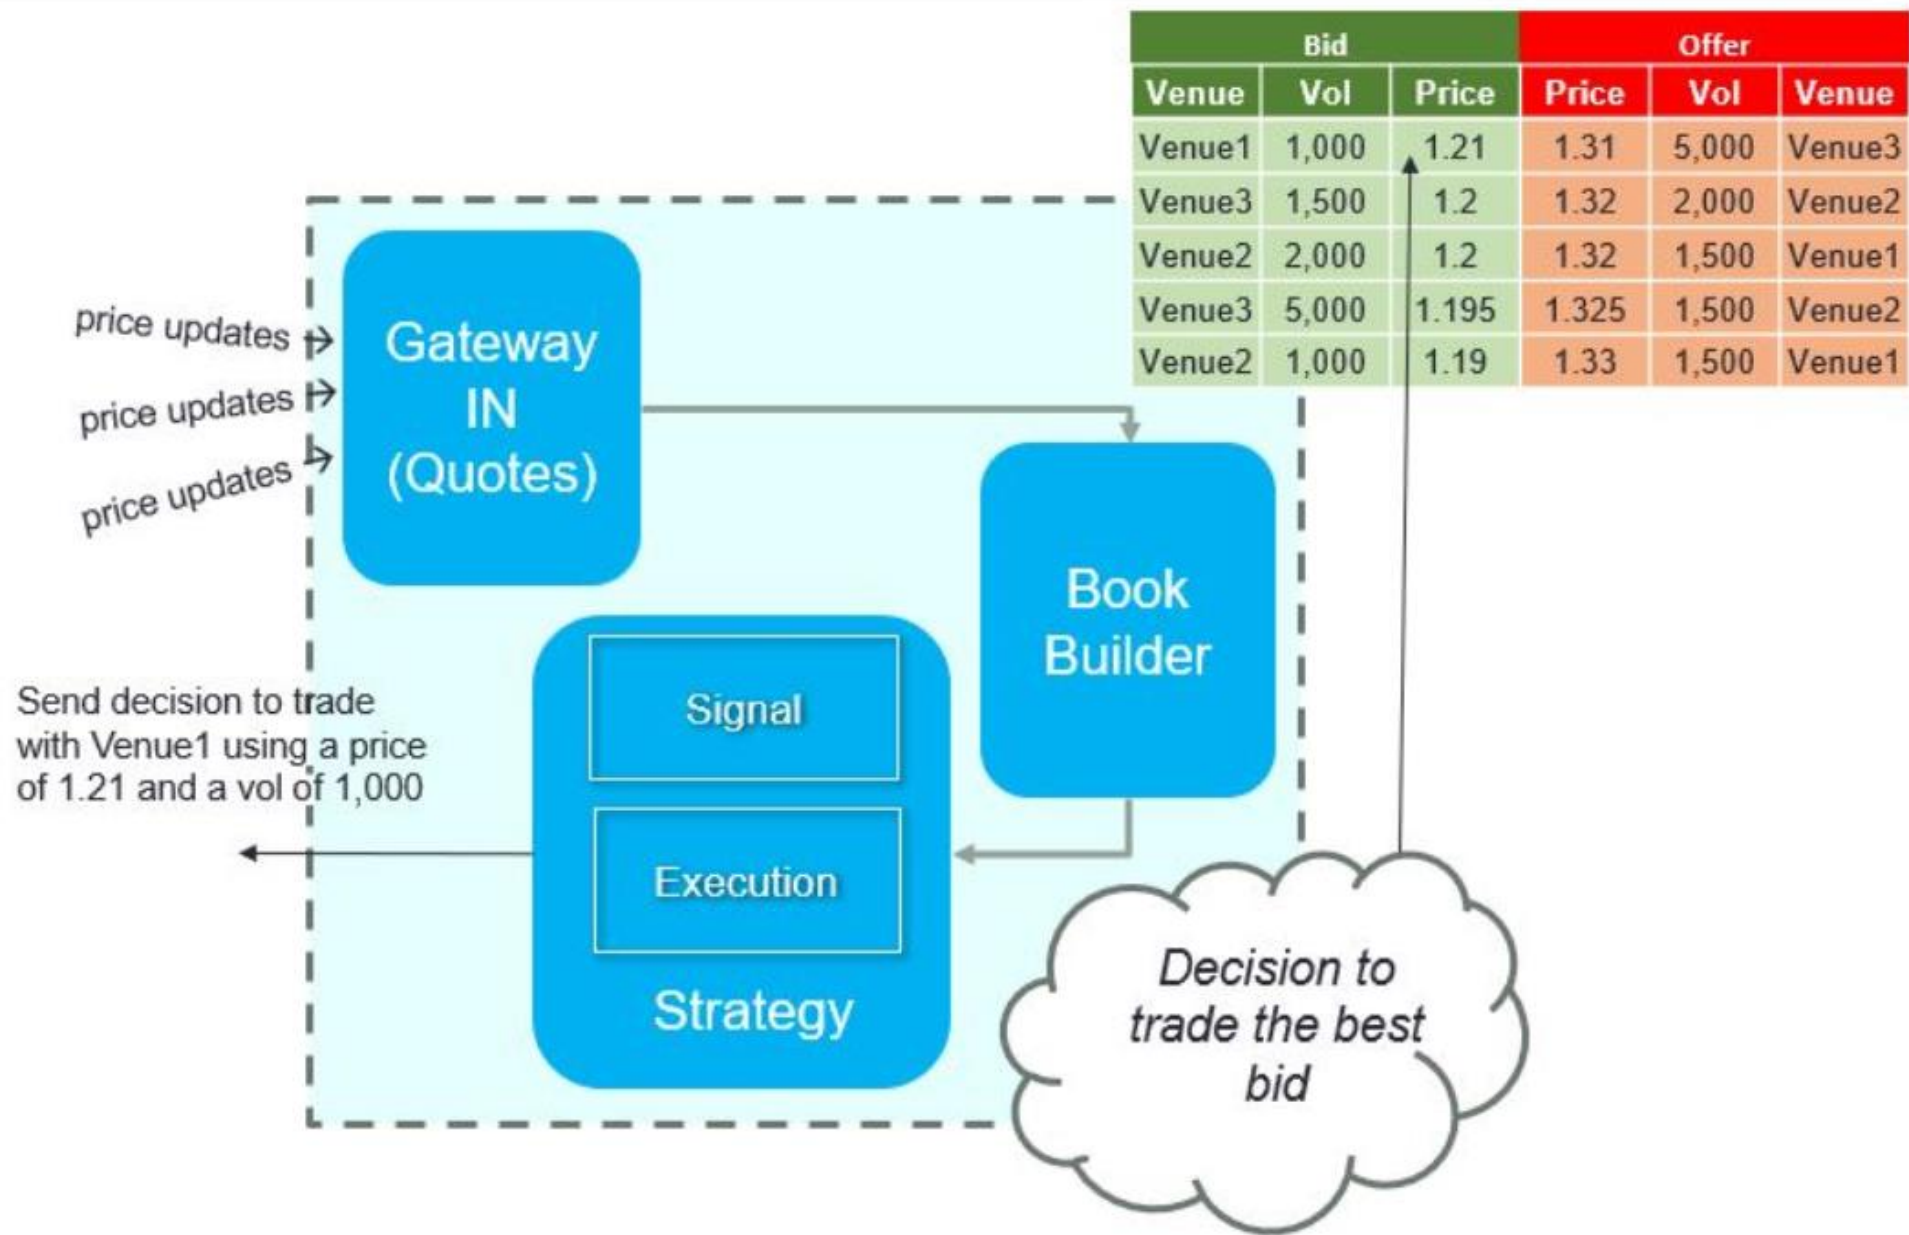 Bid Offer
Venue Vol Price Price Vol Venue
Venue1 1,000 1.21 1.31 5,000 Venue3
Venue3 1,500 1.2 1.32 2,000 Venue2
Venue2 2,000 1.2 1.32 1,500 Venue1
Venue3 5,000 1.195 1.325 1,500 Venue2
Venue2 1,000 1.19 1.33 1,500 Venue1
price updates
price updates
price updates
Gateway
IN
(Quotes)
Book
Builder
Signal
Execution
Strategy
Send decision to trade
with Venue1 using a price
of 1.21 and a vol of 1,000
Decision to
trade the best
bid